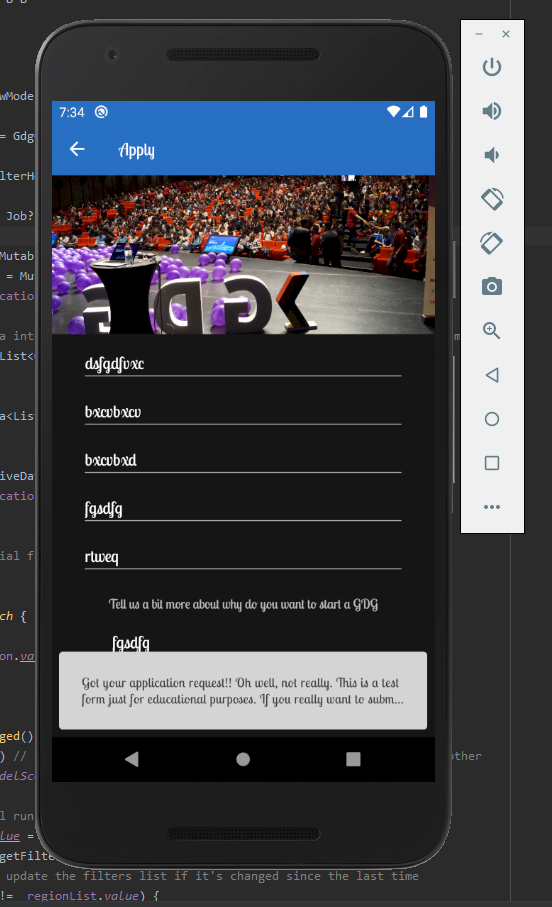 wMode
= Gdg
lterH
Job?
Mutab
= Mu
catio
a int
List<
a<List
iveDa
catio
ial f
ch {
on.va
ged()
) // other
delSc
l run
lue =
getFilte
update the filters list if it's changed since the last time
!= regionList.value) {
7:34
Apply
dsfgdfvxc
bxcvbxcv
bxcvbxd
fgsdfg
rtweq
Tell us a bit more about why do you want to start a GDG
fgsdfg
Got your application request!! Oh well, not really. This is a test
form just for educational purposes. If you really want to subm...